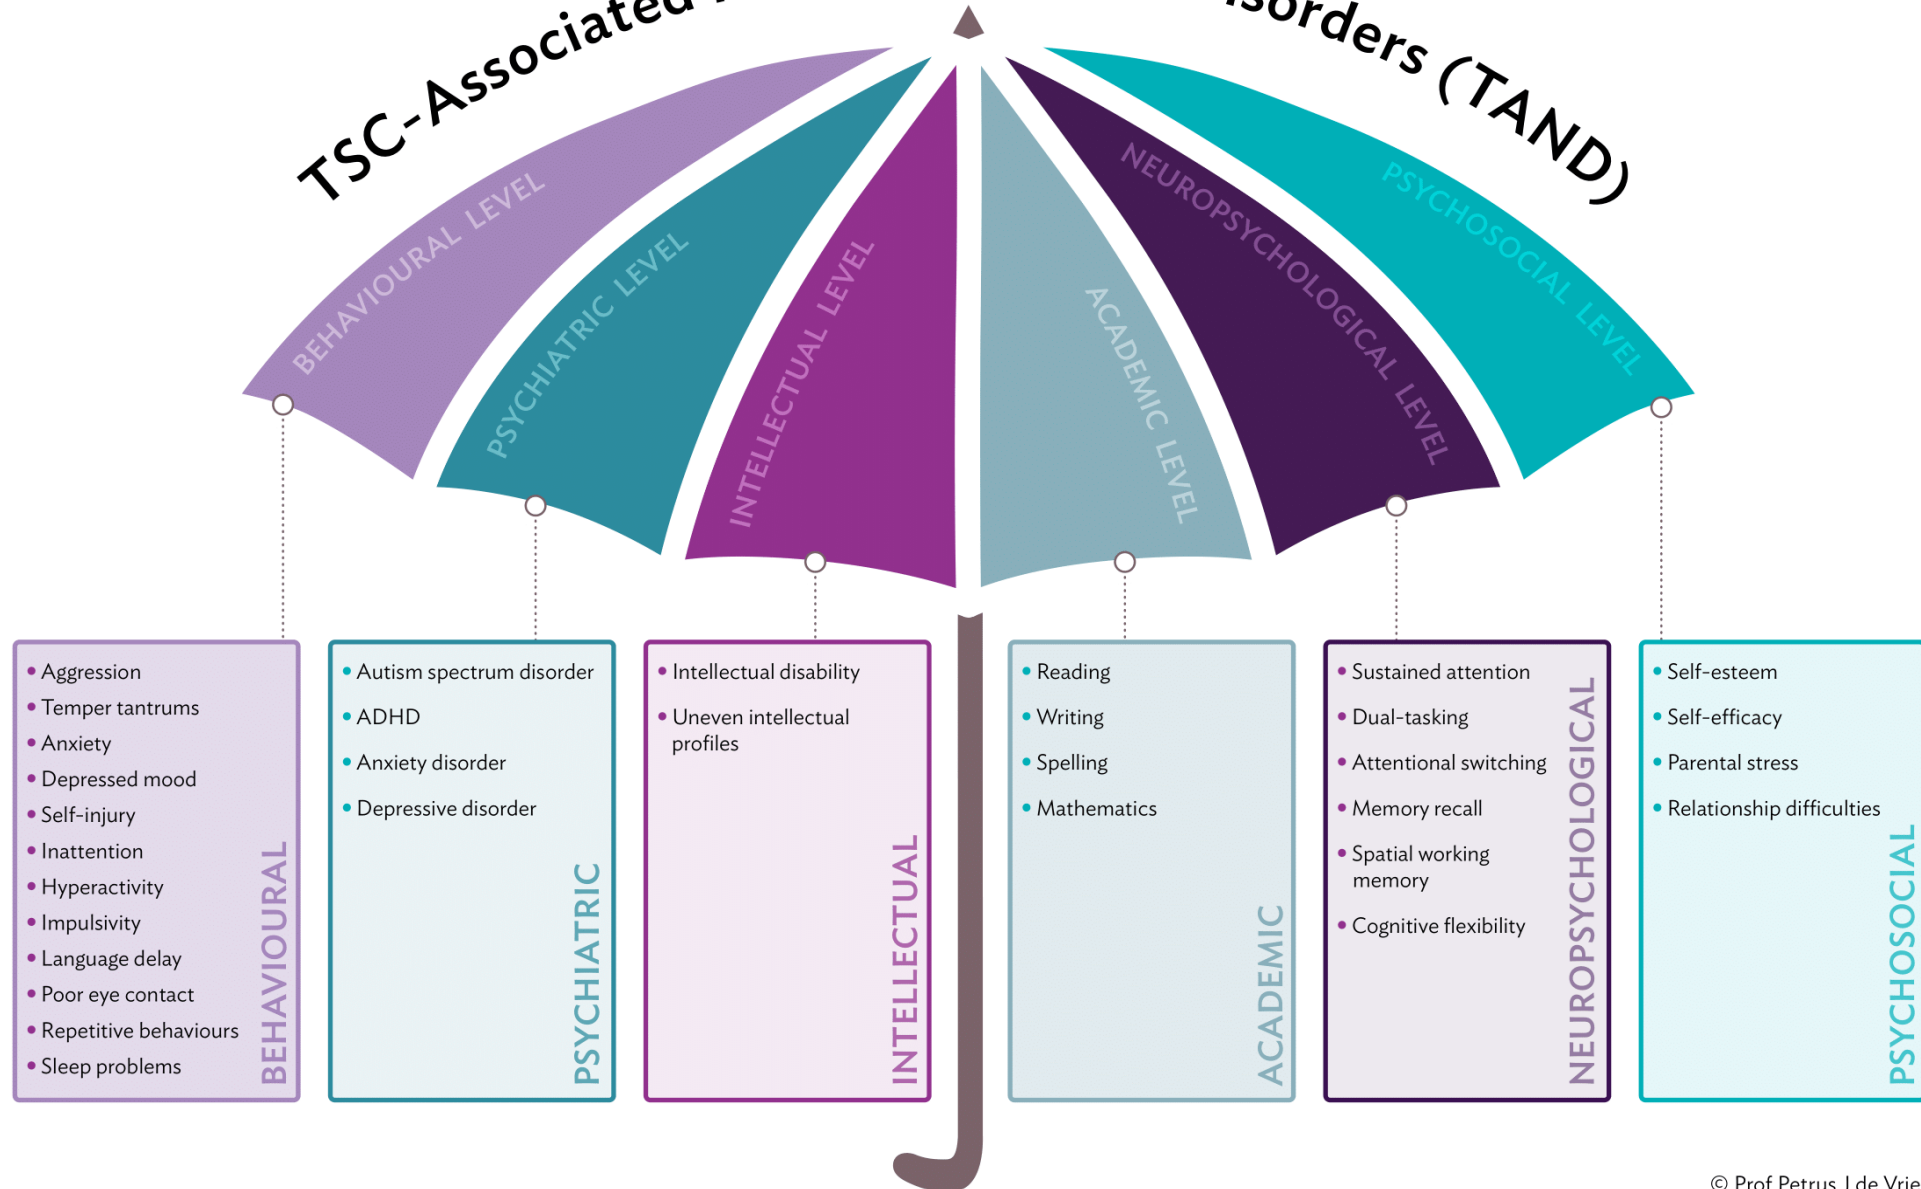 TSC-Associated
isorders (TAND)
BEHAVIOURAL LEVEL
PSYCHIATRIC LEVEL
INTELLECTUAL LEVEL
ACADEMIC LEVEL
NEUROPSYCHOLOGICAL LEVEL
PSYCHOSOCIAL LEVEL
• Aggression
• Temper tantrums
• Anxiety
• Depressed mood
• Self-injury
• Inattention
• Hyperactivity
• Impulsivity
• Language delay
• Poor eye contact
• Repetitive behaviours
• Sleep problems
BEHAVIOURAL
• Autism spectrum disorder
• ADHD
• Anxiety disorder
• Depressive disorder
PSYCHIATRIC
• Intellectual disability
• Uneven intellectual
profiles
INTELLECTUAL
• Reading
• Writing
• Spelling
• Mathematics
ACADEMIC
• Sustained attention
• Dual-tasking
• Attentional switching
• Memory recall
• Spatial working
memory
• Cognitive flexibility
NEUROPSYCHOLOGICAL
• Self-esteem
• Self-efficacy
• Parental stress
• Relationship difficulties
PSYCHOSOCIAL
© Prof Petrus J de Vrie